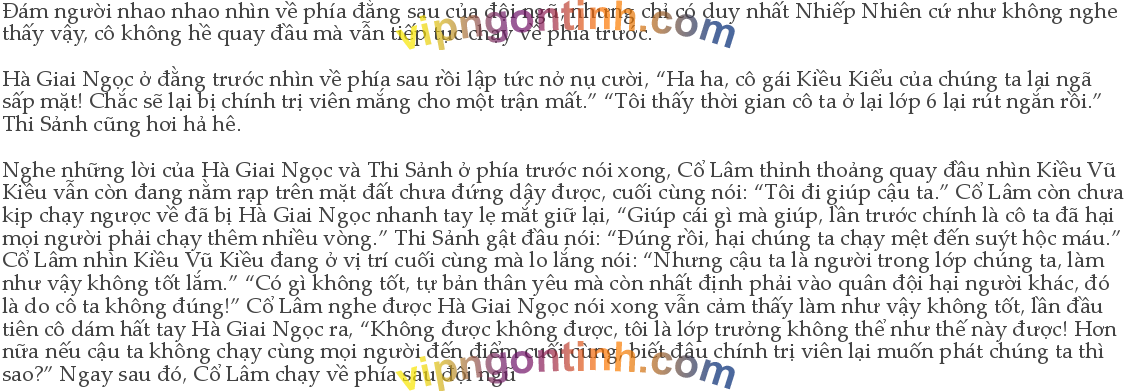 Đám người nhao nhao nhìn về phía đằng sau của đội ngũ, nhưng chỉ có duy nhất Nhiếp Nhiên cứ như không nghe
thấy vậy, cô không hề quay đầu mà vẫn tiếp tục chạy về phía trước.
Hà Giai Ngọc ở đằng trước nhìn về phía sau rồi lập tức nở nụ cười, “Ha ha, cô gái Kiều Kiểu của chúng ta lại ngã
sấp mặt! Chắc sẽ lại bị chính trị viên mắng cho một trận mất.” “Tôi thấy thời gian cô ta ở lại lớp 6 lại rút ngắn rồi.”
Thi Sảnh cũng hơi hả hê.
Nghe những lời của Hà Giai Ngọc và Thi Sảnh ở phía trước nói xong, Cổ Lâm thỉnh thoảng quay đầu nhìn Kiều Vũ
Kiều vẫn còn đang nằm rạp trên mặt đất chưa đứng dậy được, cuối cùng nói: “Tôi đi giúp cậu ta.” Cổ Lâm còn chưa
kịp chạy ngược về đã bị Hà Giai Ngọc nhanh tay lẹ mắt giữ lại, “Giúp cái gì mà giúp, lần trước chính là cô ta đã hại
mọi người phải chạy thêm nhiều vòng.” Thi Sảnh gật đầu nói: “Đúng rồi, hại chúng ta chạy mệt đến suýt hộc máu.”
Cổ Lâm nhìn Kiều Vũ Kiều đang ở vị trí cuối cùng mà lo lắng nói: “Nhưng cậu ta là người trong lớp chúng ta, làm
như vậy không tốt lắm.” “Có gì không tốt, tự bản thân yêu mà còn nhất định phải vào quân đội hại người khác, đó
là do cô ta không đúng!” Cổ Lâm nghe được Hà Giai Ngọc nói xong vẫn cảm thấy làm như vậy không tốt, lần đầu
tiên cô dám hất tay Hà Giai Ngọc ra, “Không được không được, tôi là lớp trưởng không thể như thế này được! Hơn
nữa nếu cậu ta không chạy cùng mọi người đến điểm cuối cùng, biết đâu chính trị viên lại muốn phát chúng ta thì
sao?” Ngay sau đó, Cổ Lâm chạy về phía sau đội ngũ
vipngontinh.com
vipngontinh.com